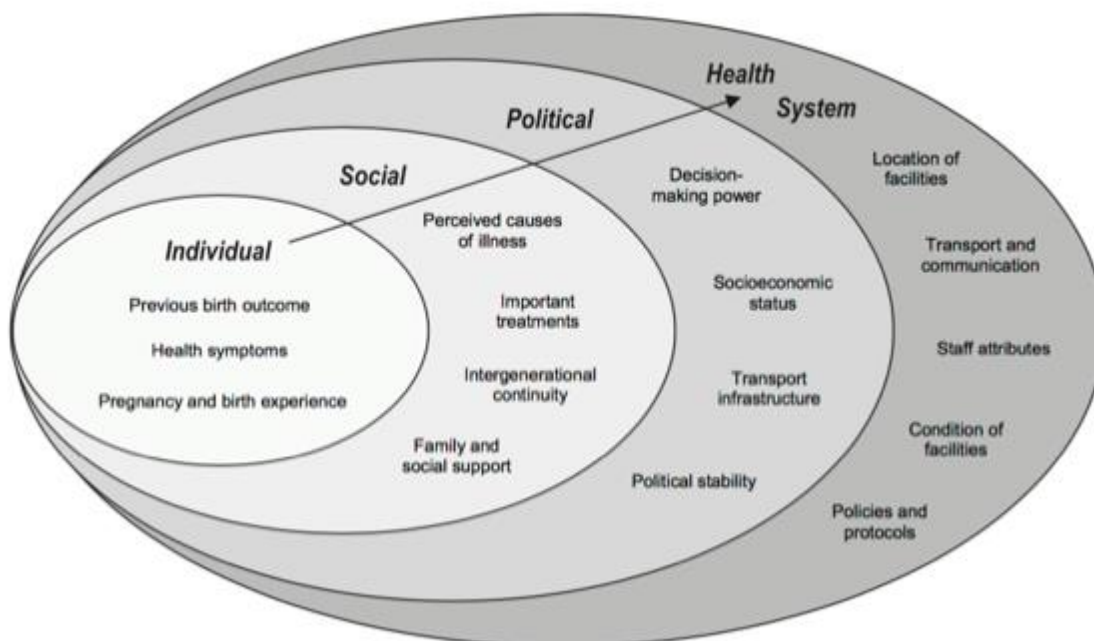 Health
System
Political
Social
Individual
Previous birth outcome
Health symptoms
Pregnancy and birth experience
Perceived causes
of illness
Important
treatments
Intergenerational
continuity
Family and
social support
Decision-
making power
Socioeconomic
status
Transport
infrastructure
Political stability
Location of
facilities
Transport and
communication
Staff attributes
Condition of
facilities
Policies and
protocols